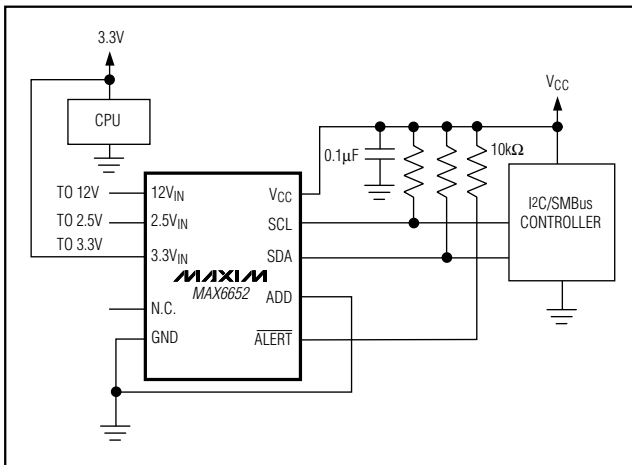 3.3V
CPU
TO 12V
TO 2.5V
TO 3.3V
12VIN
2.5VIN
3.3VIN
N.C.
GND
VCC
SCL
SDA
ADD
ALERT
MAXIM
MAX6652
0.1µF
10kΩ
VCC
I2C/SMBus
CONTROLLER